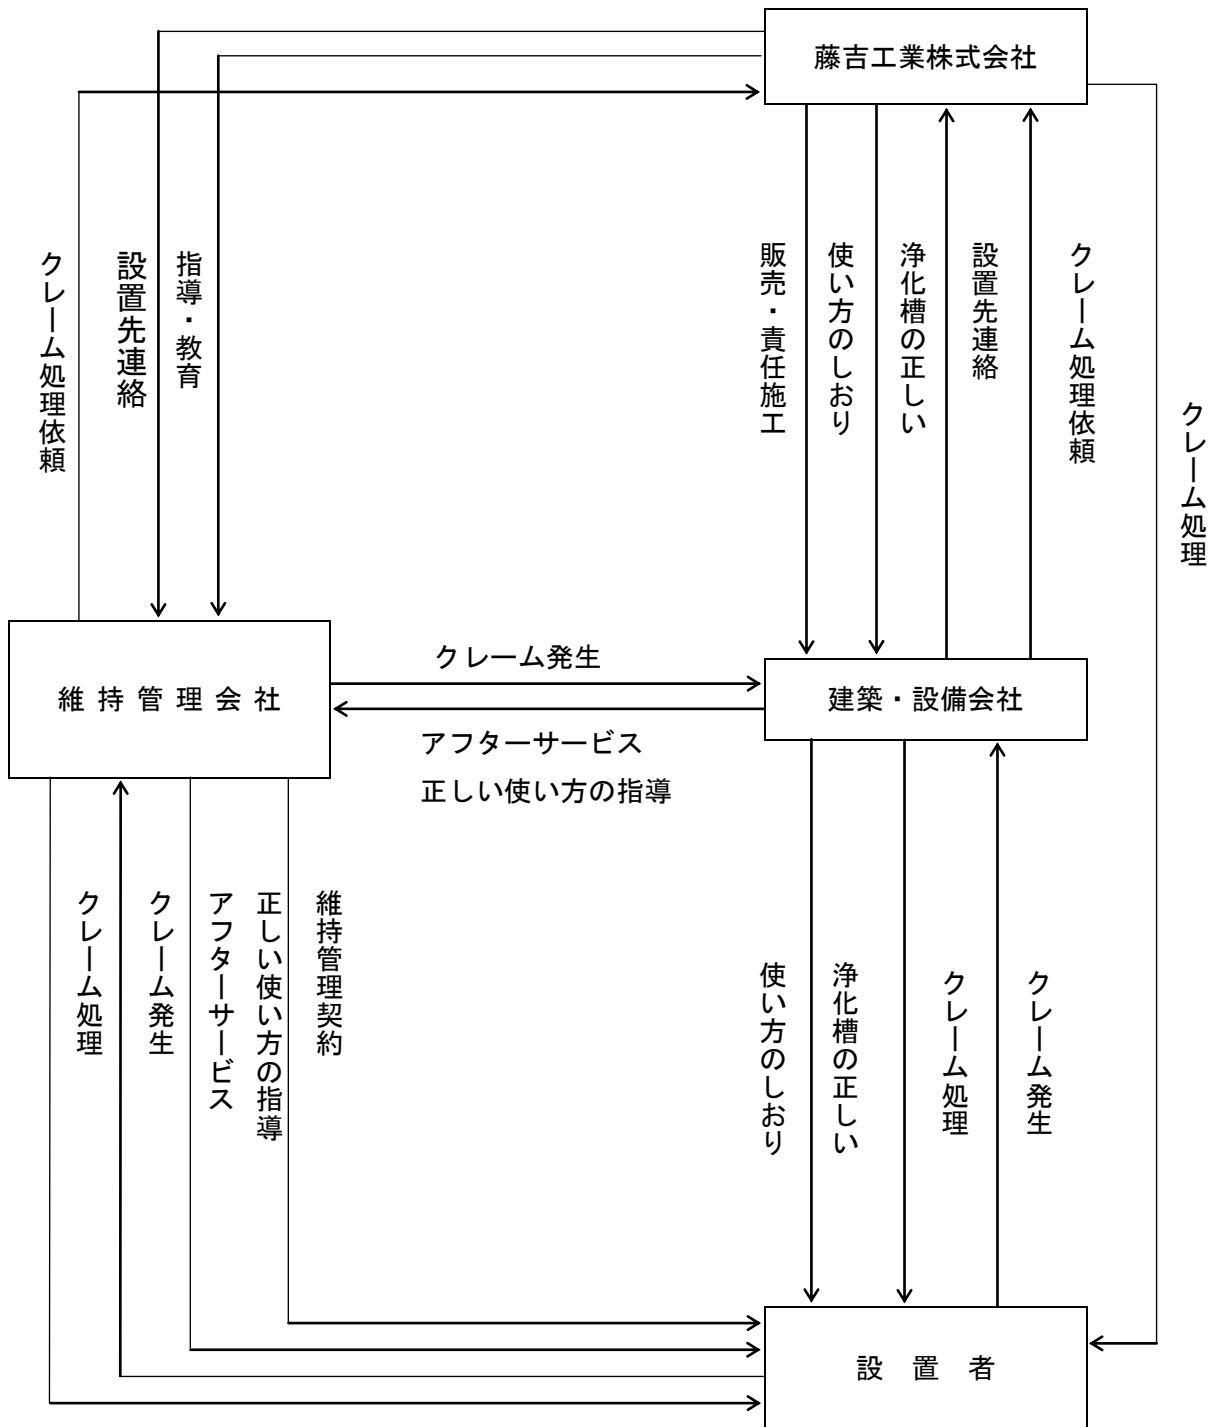 藤吉工業株式会社
クレーム処理依頼
設置先連絡
指導・教育
販売・責任施工
浄化槽の正しい
使い方のしおり
設置先連絡
クレーム処理依頼
クレーム処理
維持管理会社
クレーム発生
アフターサービス
正しい使い方の指導
建築・設備会社
クレーム処理
クレーム発生
アフターサービス
正しい使い方の指導
維持管理契約
浄化槽の正しい
使い方のしおり
クレーム処理
クレーム発生
設置者